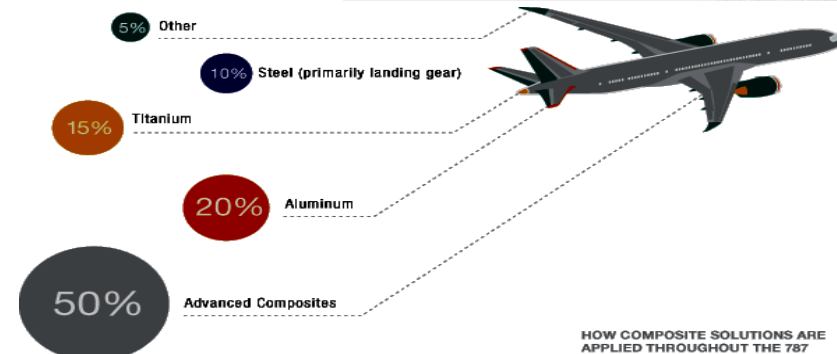 5% Other
10% Steel (primarily landing gear)
15% Titanium
20% Aluminum
50% Advanced Composites
HOW COMPOSITE SOLUTIONS ARE
APPLIED THROUGHOUT THE 787